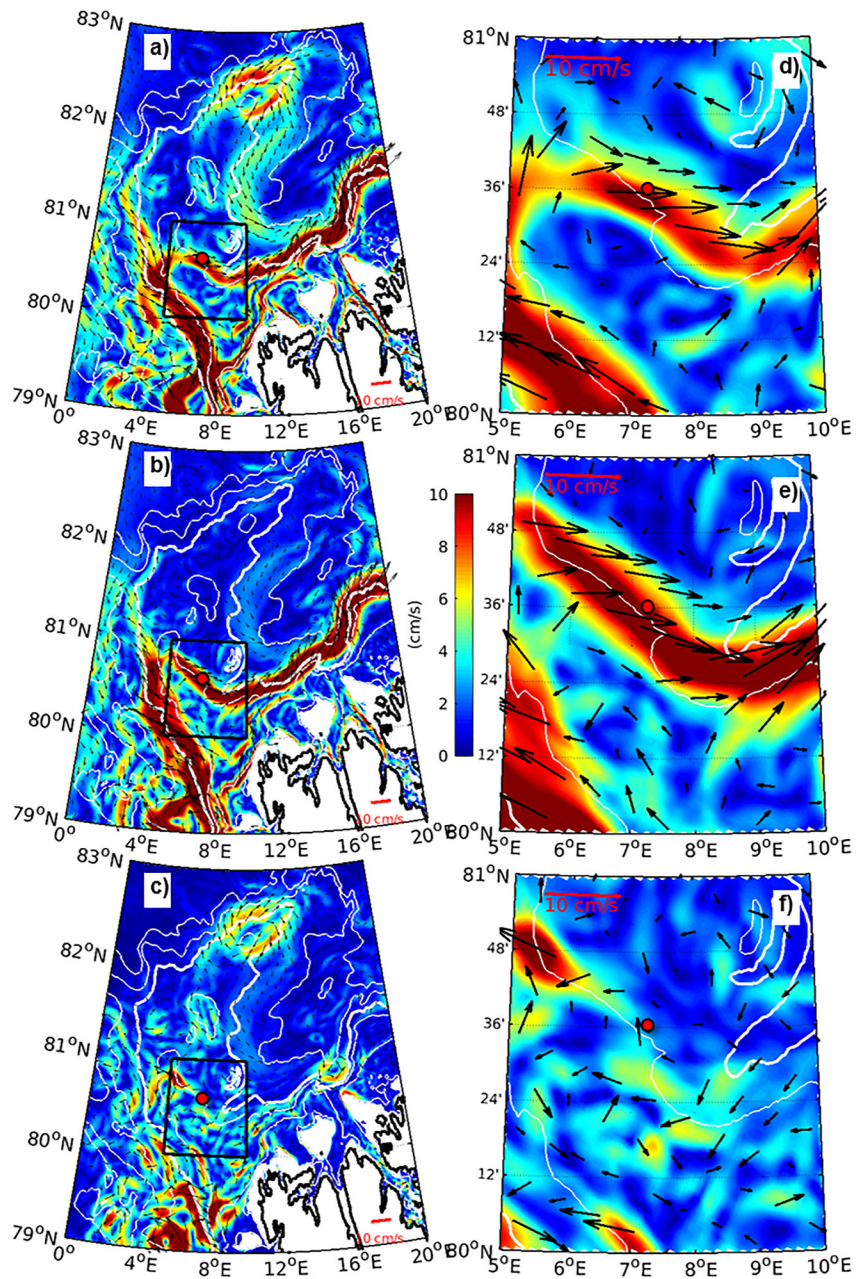 83°N
a)
82°N
81°N
80°N
79°N
0°
4°E
8°E
12°E
16°E
20°E
10 cm/s
d)
10 cm/s
81°N
48'
36'
24'
12'
80°N
5°E
6°E
7°E
8°E
9°E
10°E
83°N
b)
82°N
81°N
80°N
79°N
0°
4°E
8°E
12°E
16°E
20°E
10 cm/s
10
8
6
4
2
0
(cm/s)
e)
10 cm/s
81°N
48'
36'
24'
12'
80°N
5°E
6°E
7°E
8°E
9°E
10°E
83°N
c)
82°N
81°N
80°N
79°N
0°
4°E
8°E
12°E
16°E
20°E
10 cm/s
f)
10 cm/s
81°N
48'
36'
24'
12'
80°N
5°E
6°E
7°E
8°E
9°E
10°E